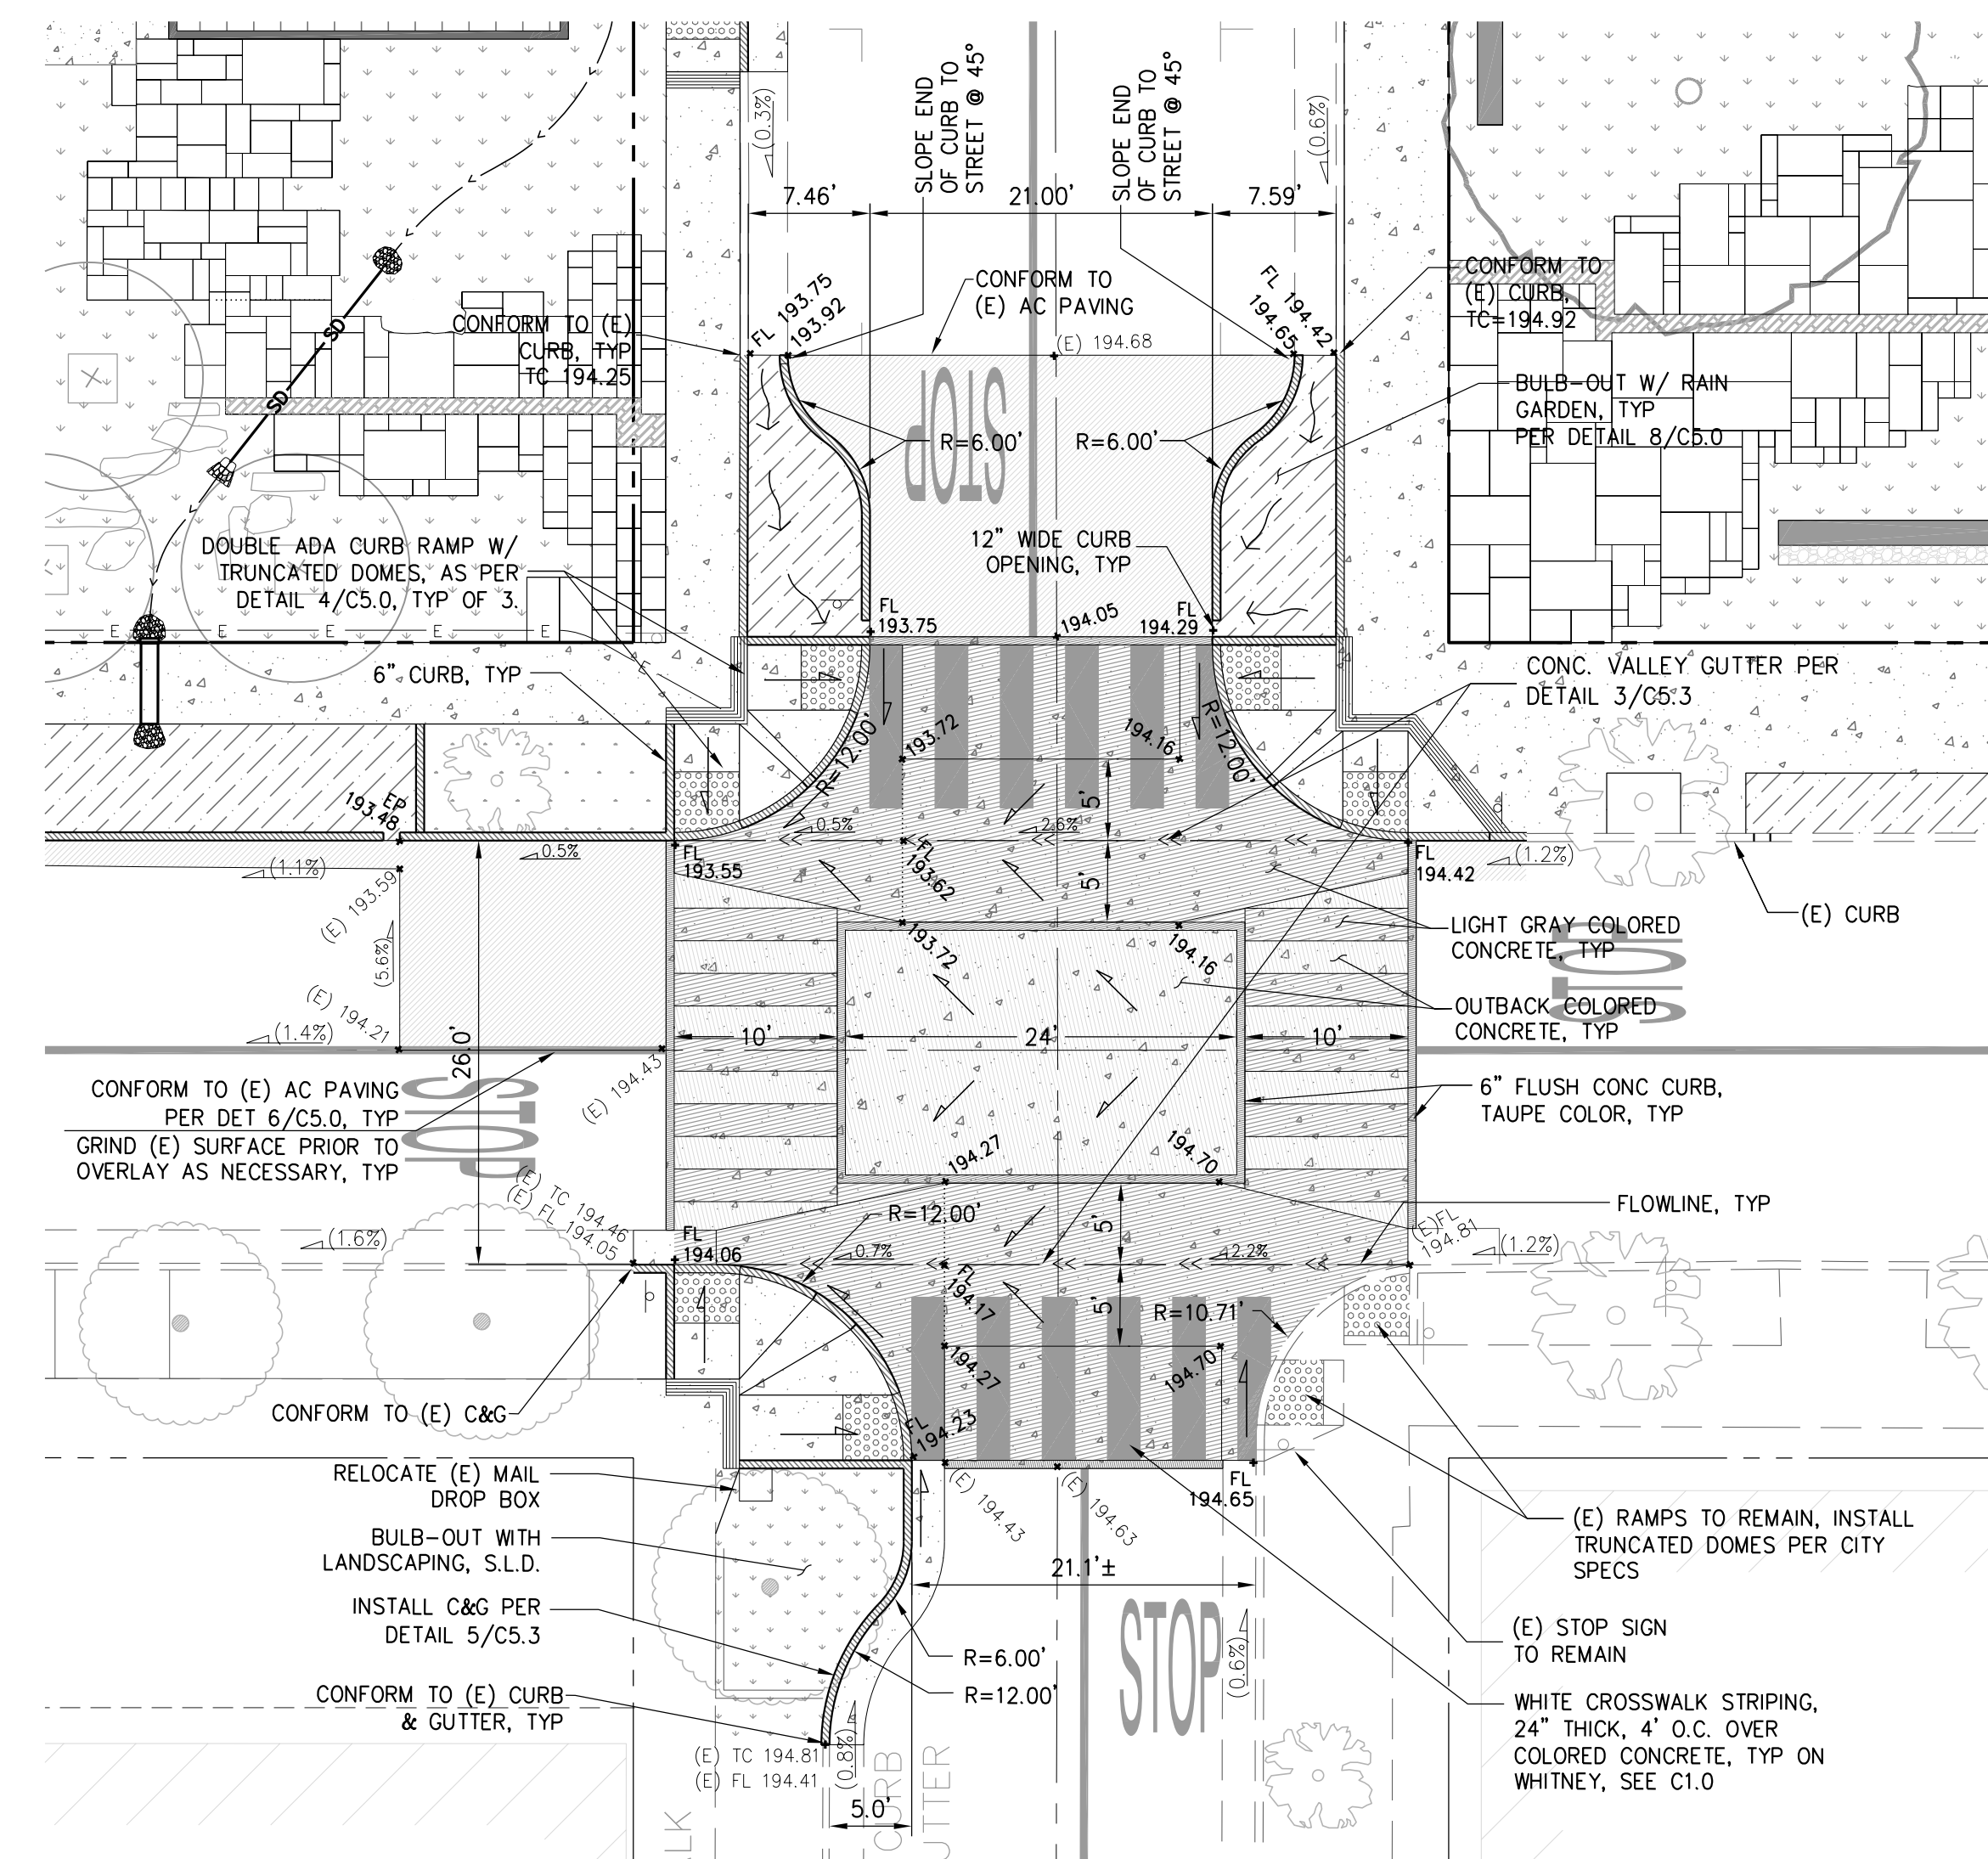 SLOPE END
OF CURB TO
STREET @ 45°
SLOPE END
OF CURB TO
STREET @ 45°
(0.3%)
(0.6%)
7.46'
21.00'
7.59'
CONFORM TO
(E) AC PAVING
FL 193.75
193.92
FL 194.42
194.65
(E) 194.68
CONFORM TO
(E) CURB,
TC=194.92
CONFORM TO (E)
CURB, TYP
TC 194.25
SD
SD
STOP
R=6.00'
R=6.00'
BULB-OUT W/ RAIN
GARDEN, TYP
PER DETAIL 8/C5.0
DOUBLE ADA CURB RAMP W/
TRUNCATED DOMES, AS PER
DETAIL 4/C5.0, TYP OF 3.
12" WIDE CURB
OPENING, TYP
E
E
E
E
E
E
FL
193.75
194.05
FL
194.29
6" CURB, TYP
CONC. VALLEY GUTTER PER
DETAIL 3/C5.3
R=12.00'
193.72
194.16
R=12.00'
5'
EP
193.48
0.5%
2.6%
0.5%
(1.1%)
(1.2%)
FL
193.55
FL
193.62
5'
FL
194.42
(E) 193.59
(5.6%)
(E) 194.21
(1.4%)
26.0'
(E) CURB
193.72
194.16
LIGHT GRAY COLORED
CONCRETE, TYP
STOP
OUTBACK COLORED
CONCRETE, TYP
10'
24'
10'
(E) 194.43
CONFORM TO (E) AC PAVING
PER DET 6/C5.0, TYP
GRIND (E) SURFACE PRIOR TO
OVERLAY AS NECESSARY, TYP
STOP
6" FLUSH CONC CURB,
TAUPE COLOR, TYP
194.27
194.70
(E) TC 194.46
(E) FL 194.05
(1.6%)
FL
194.06
R=12.00'
5'
FLOWLINE, TYP
(E)FL
194.81
(1.2%)
0.7%
2.2%
FL
194.17
5'
R=10.71'
194.27
194.70
CONFORM TO (E) C&G
FL
194.23
RELOCATE (E) MAIL
DROP BOX
(E) 194.43
(E) 194.63
FL
194.65
BULB-OUT WITH
LANDSCAPING, S.L.D.
21.1'±
(E) RAMPS TO REMAIN, INSTALL
TRUNCATED DOMES PER CITY
SPECS
INSTALL C&G PER
DETAIL 5/C5.3
STOP
(0.6%)
(E) STOP SIGN
TO REMAIN
R=6.00'
R=12.00'
CONFORM TO (E) CURB
& GUTTER, TYP
WHITE CROSSWALK STRIPING,
24" THICK, 4' O.C. OVER
COLORED CONCRETE, TYP ON
WHITNEY, SEE C1.0
(E) TC 194.81
(E) FL 194.41
(0.8%)
5.0'
CURB
UTTER
ALK